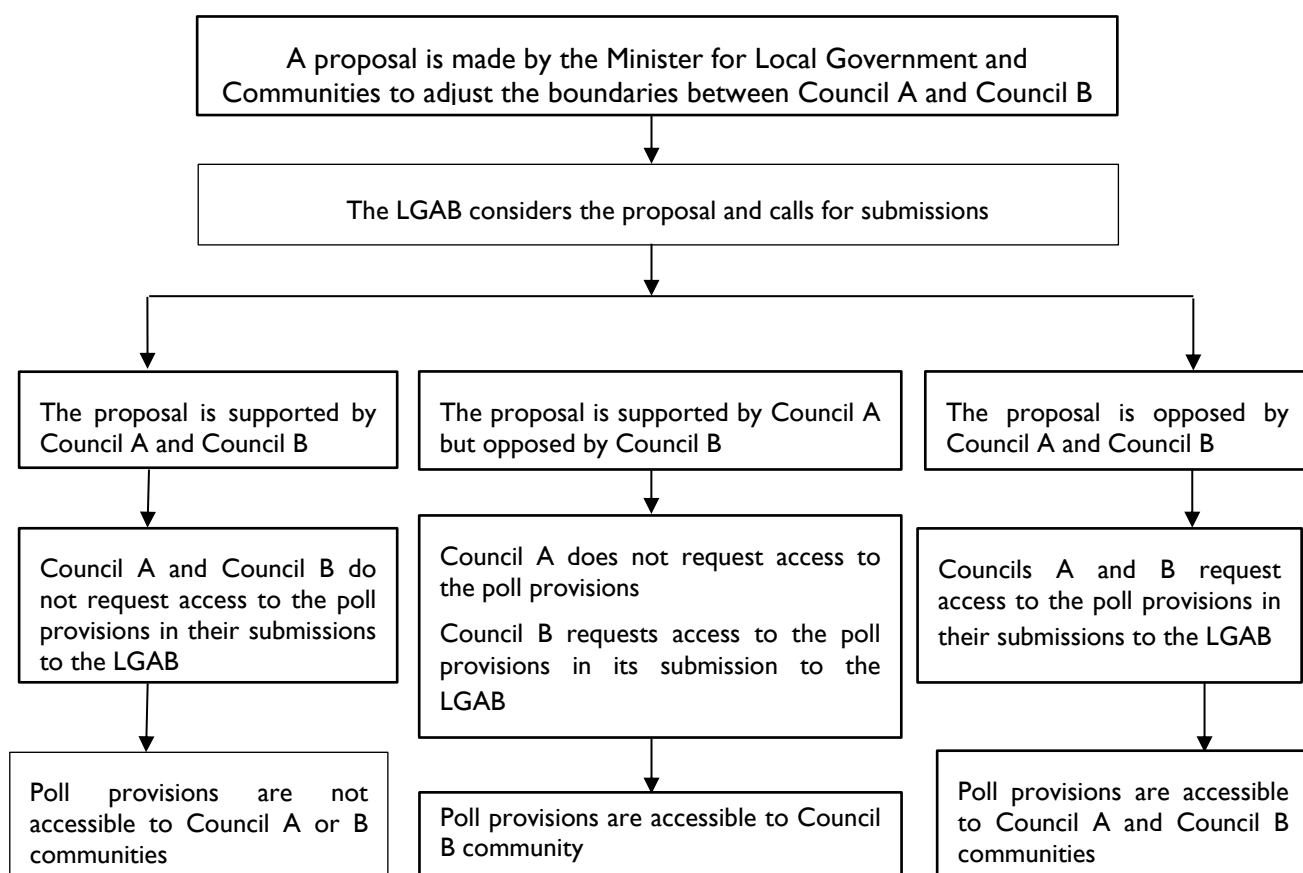 A proposal is made by the Minister for Local Government and
Communities to adjust the boundaries between Council A and Council B
The LGAB considers the proposal and calls for submissions
The proposal is supported by
Council A and Council B
The proposal is supported by Council A
but opposed by Council B
The proposal is opposed by
Council A and Council B
Council A and Council B do
not request access to the poll
provisions in their submissions
to the LGAB
Council A does not request access to
the poll provisions
Council B requests access to the poll
provisions in its submission to the
LGAB
Councils A and B request
access to the poll provisions in
their submissions to the LGAB
Poll provisions are not
accessible to Council A or B
communities
Poll provisions are accessible to Council
B community
Poll provisions are accessible
to Council A and Council B
communities